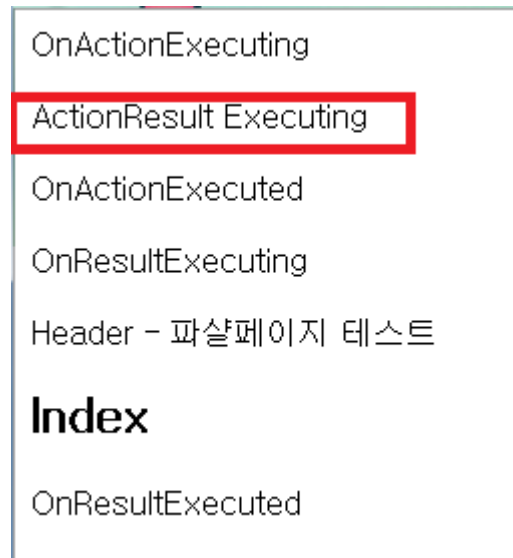 OnActionExecuting
ActionResult Executing
OnActionExecuted
OnResultExecuting
Header - 파샬페이지 테스트
Index
OnResultExecuted